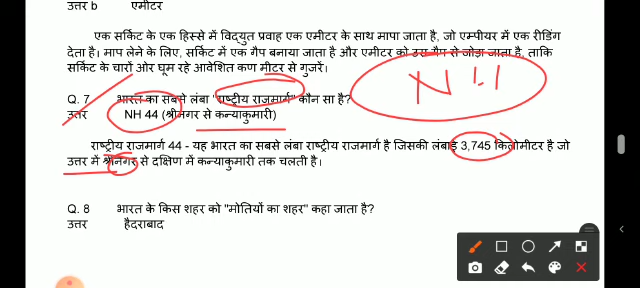 उत्तर b एमीटर
एक सर्किट के एक हिस्से में विद्युत प्रवाह एक एमीटर के साथ मापा जाता है, जो एम्पीयर में एक रीडिंग
देता है। माप लेने के लिए, सर्किट में एक गैप बनाया जाता है और एमीटर को उस गैप से जोड़ा जाता है, ताकि
सर्किट के चारों ओर घूम रहे आवेशित कण मीटर से गुजरें।
Q. 7 भारत का सबसे लंबा "राष्ट्रीय राजमार्ग" कौन सा है?
उत्तर NH 44 (श्रीनगर से कन्याकुमारी)
राष्ट्रीय राजमार्ग 44 - यह भारत का सबसे लंबा राष्ट्रीय राजमार्ग है जिसकी लंबाई 3,745 किलोमीटर है जो
उत्तर में श्रीनगर से दक्षिण में कन्याकुमारी तक चलती है।
Q. 8 भारत के किस शहर को "मोतियों का शहर" कहा जाता है?
उत्तर हैदराबाद